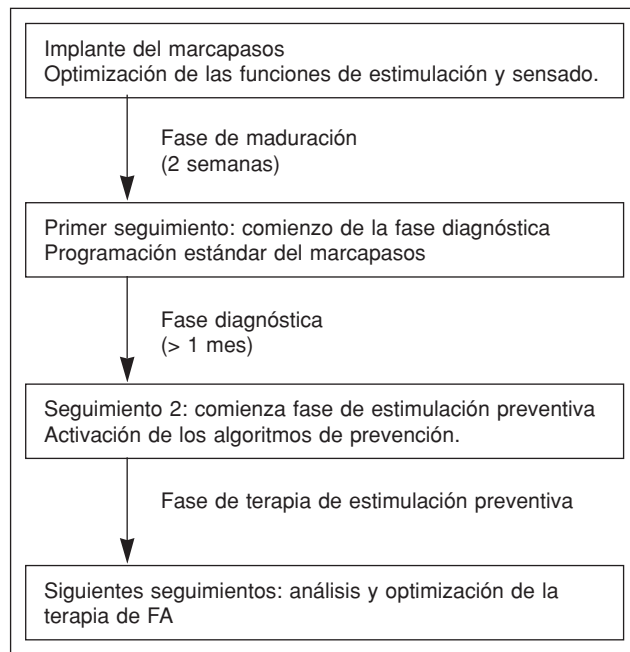 Implante del marcapasos
Optimización de las funciones de estimulación y sensado.
Fase de maduración
(2 semanas)
Primer seguimiento: comienzo de la fase diagnóstica
Programación estándar del marcapasos
Fase diagnóstica
(> 1 mes)
Seguimiento 2: comienza fase de estimulación preventiva
Activación de los algoritmos de prevención.
Fase de terapia de estimulación preventiva
Siguientes seguimientos: análisis y optimización de la
terapia de FA